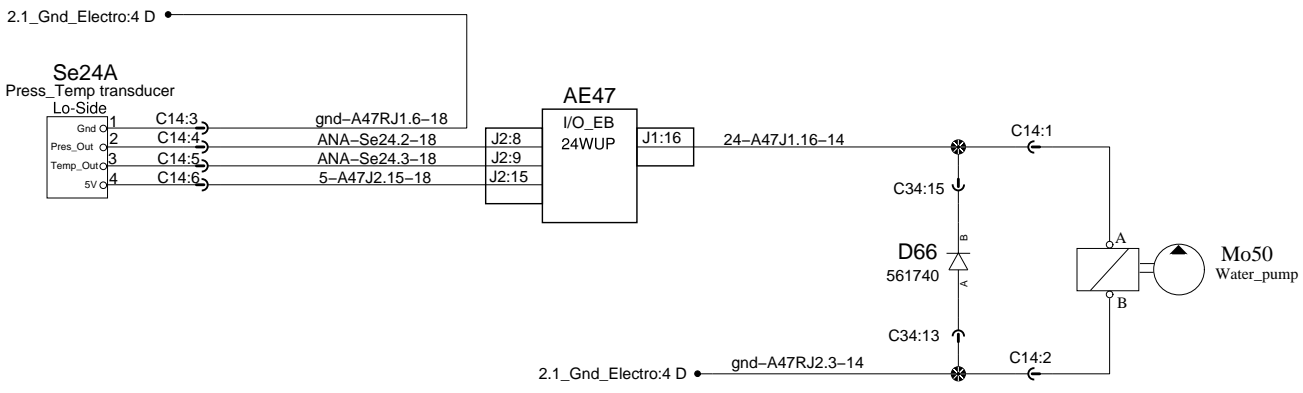 2.1_Gnd_Electro:4 D
Se24A
Press_Temp transducer
Lo-Side
Gnd 1 C14:3 gnd–A47RJ1.6–18
Pres_Out 2 C14:4 ANA–Se24.2–18 J2:8
Temp_Out 3 C14:5 ANA–Se24.3–18 J2:9
5V 4 C14:6 5–A47J2.15–18 J2:15
AE47
I/O_EB
24WUP
J1:16 24–A47J1.16–14 C14:1
C34:15
B
D66
561740
A
C34:13
A
Mo50
Water_pump
B
2.1_Gnd_Electro:4 D gnd–A47RJ2.3–14 C14:2